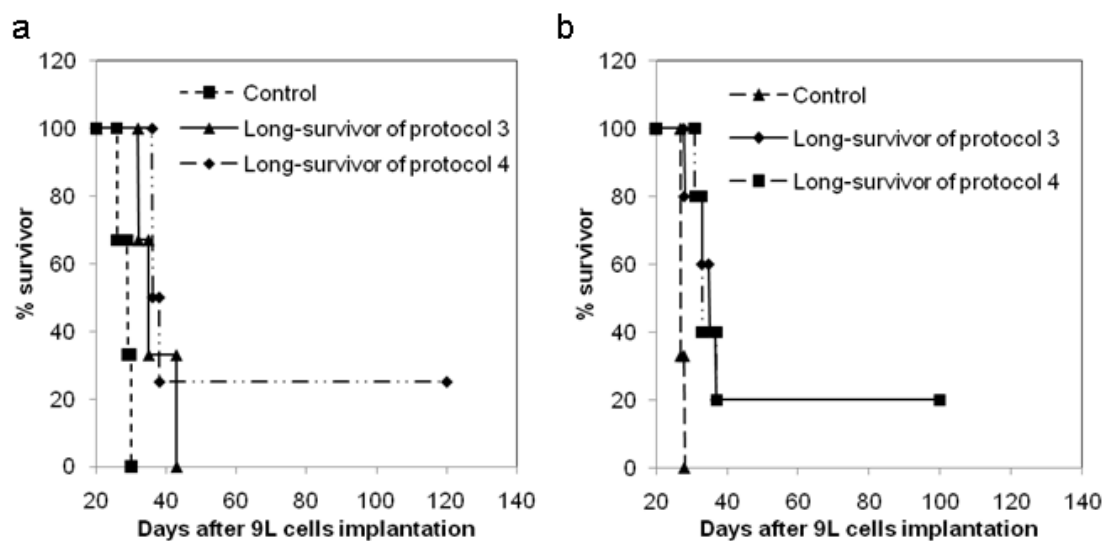 a
120
100
80
60
40
20
0
% survivor
Control
Long-survivor of protocol 3
Long-survivor of protocol 4
20 40 60 80 100 120 140
Days after 9L cells implantation
b
120
100
80
60
40
20
0
% survivor
Control
Long-survivor of protocol 3
Long-survivor of protocol 4
20 40 60 80 100 120 140
Days after 9L cells implantation